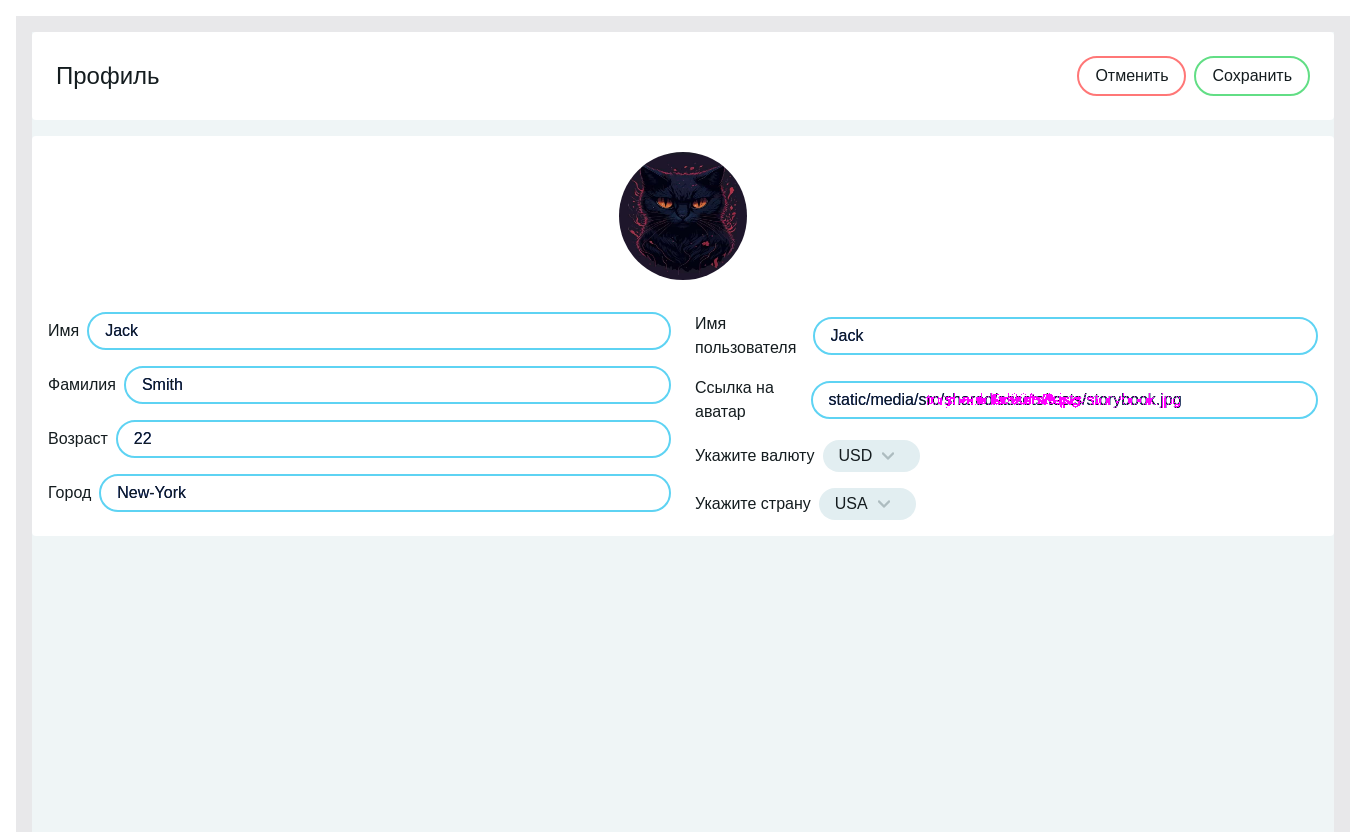 Профиль
Отменить
Сохранить
Имя
Jack
Фамилия
Smith
Возраст
22
Город
New-York
Имя
пользователя
Jack
Ссылка на
аватар
static/media/src/shared/assets/tests/storybook.jpg
Укажите валюту
USD
Укажите страну
USA